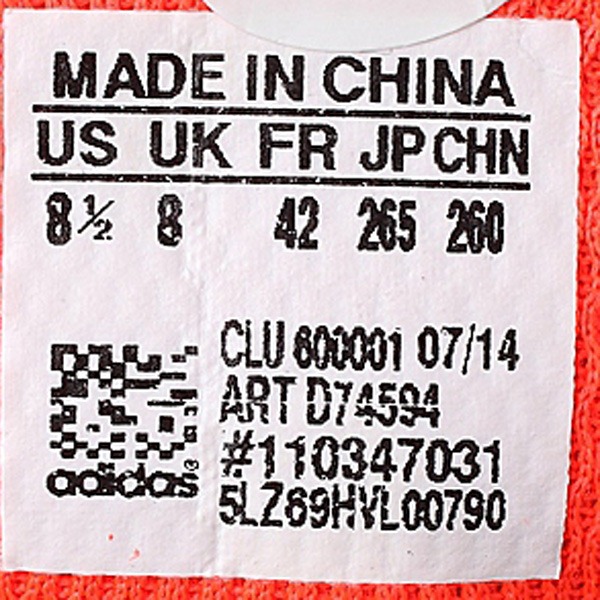 MADE IN CHINA
US UK FR JP CHN
8½ 8 42 265 260
CLU 600001 07/14
ART D74594
#110347031
5LZ69HVL00790
adidas®